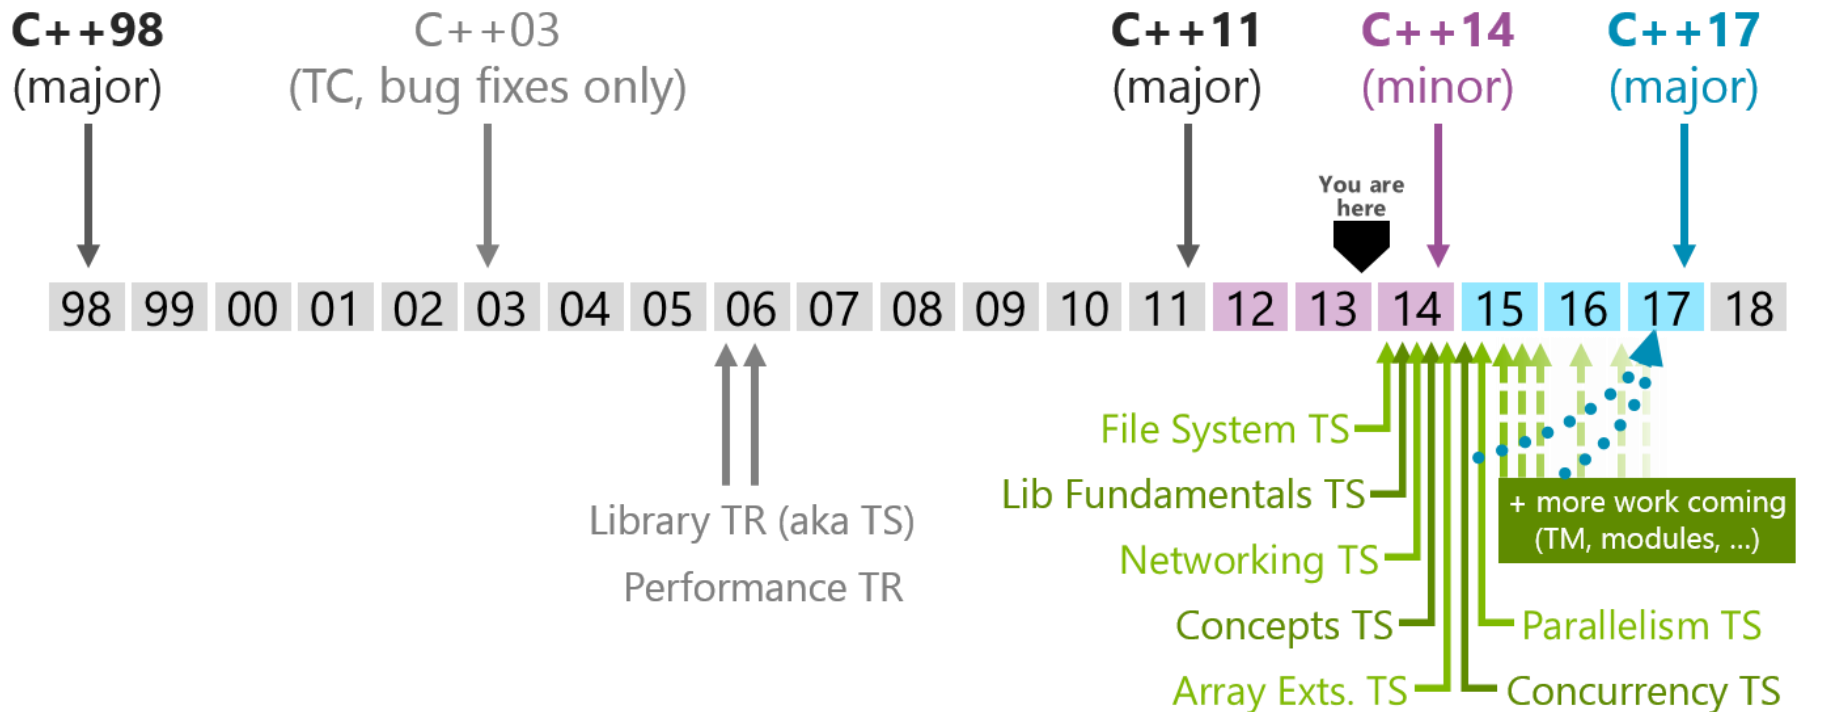 C++98
(major)
C++03
(TC, bug fixes only)
C++11
(major)
C++14
(minor)
C++17
(major)
You are
here
98 99 00 01 02 03 04 05 06 07 08 09 10 11 12 13 14 15 16 17 18
File System TS
Lib Fundamentals TS
Networking TS
Concepts TS
Array Exts. TS
Library TR (aka TS)
Performance TR
+ more work coming
(TM, modules, ...)
Parallelism TS
Concurrency TS